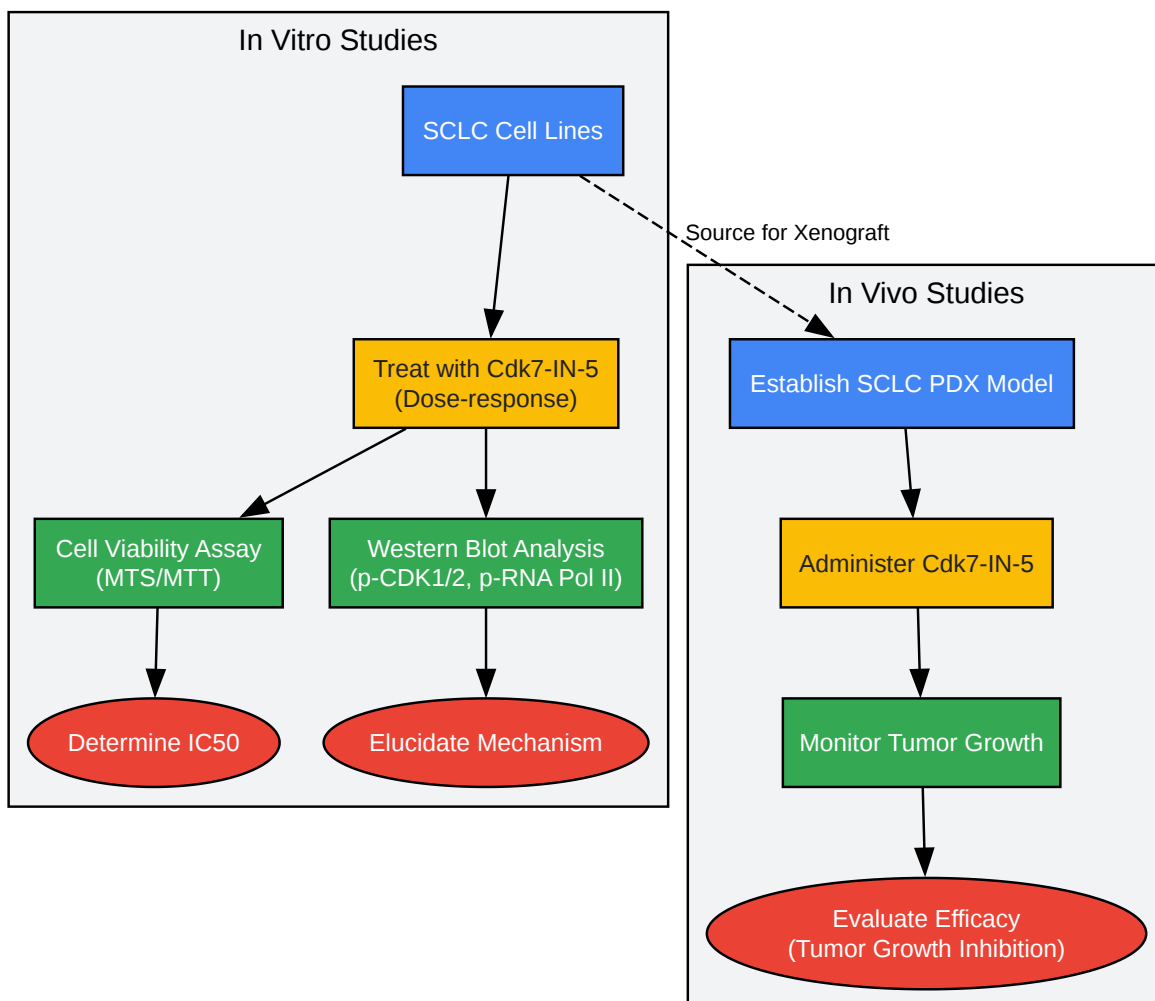 In Vitro Studies
SCLC Cell Lines
Source for Xenograft
In Vivo Studies
Treat with Cdk7-IN-5
(Dose-response)
Establish SCLC PDX Model
Cell Viability Assay
(MTS/MTT)
Western Blot Analysis
(p-CDK1/2, p-RNA Pol II)
Administer Cdk7-IN-5
Determine IC50
Elucidate Mechanism
Monitor Tumor Growth
Evaluate Efficacy
(Tumor Growth Inhibition)